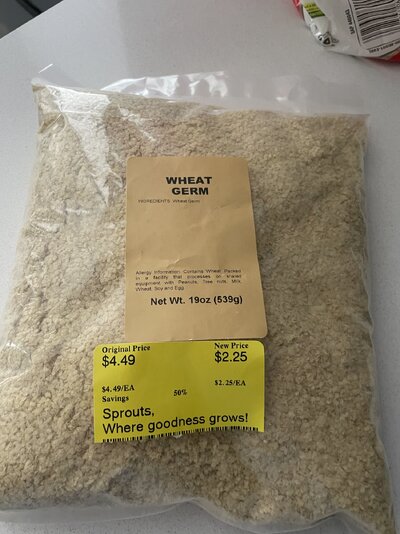 WHEAT
GERM
INGREDIENTS: Wheat Germ
Allergy Information: Contains Wheat. Packed
in a facility that processes on shared
equipment with Peanuts, Tree nuts, Milk,
Wheat, Soy and Egg.
Net Wt. 19oz (539g)
Original Price New Price
$4.49 $2.25
$4.49/EA $2.25/EA
Savings 50%
Sprouts,
Where goodness grows!